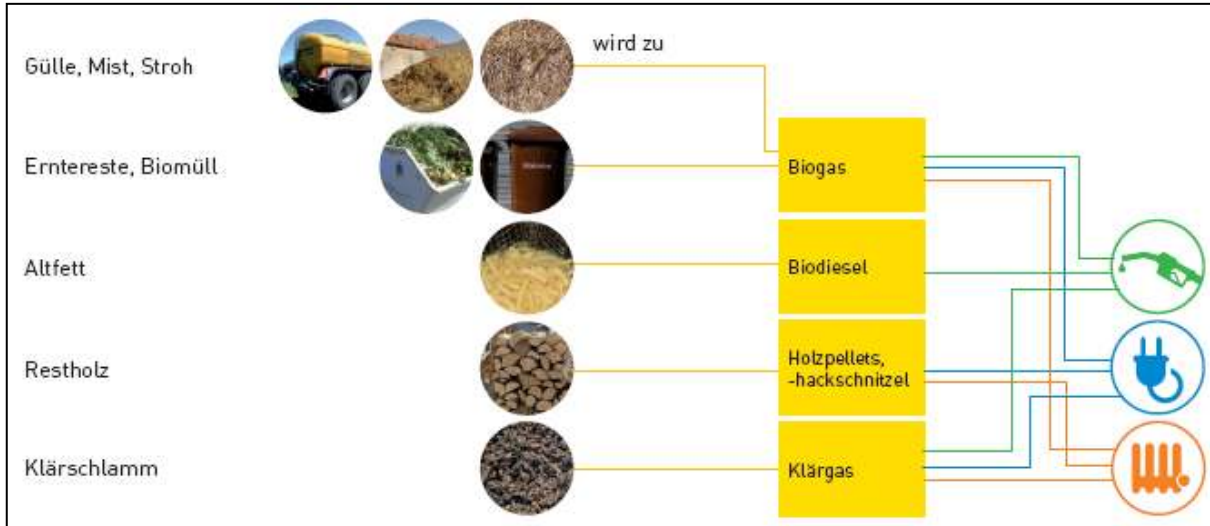 Gülle, Mist, Stroh
wird zu
Erntereste, Biomüll
Biogas
Altfett
Biodiesel
Restholz
Holzpellets,
-hackschnitzel
Klärschlamm
Klärgas